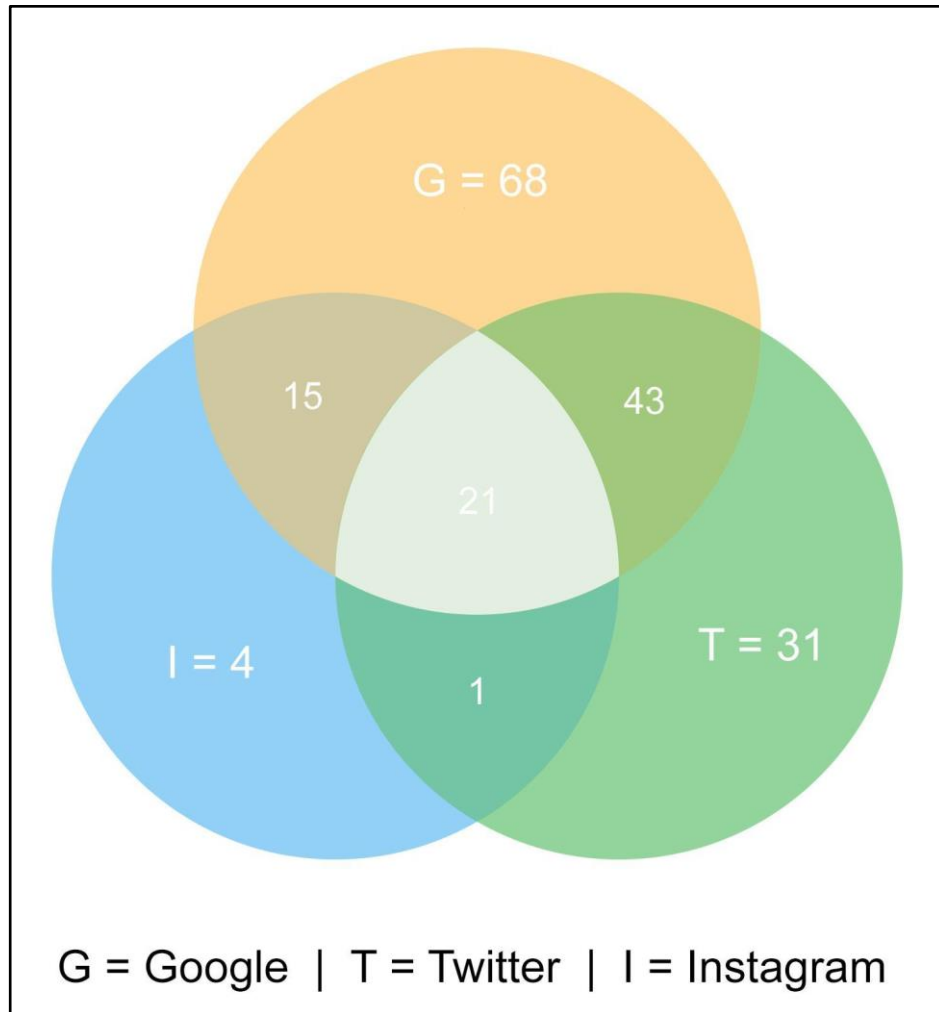 G = 68
15
43
21
I = 4
T = 31
1
G = Google | T = Twitter | I = Instagram